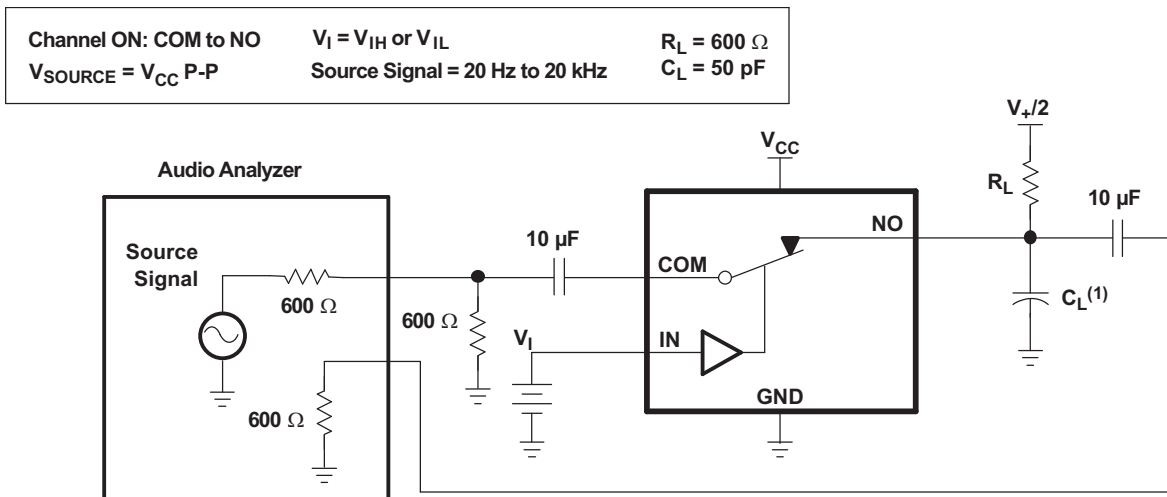 Channel ON: COM to NO
V_I = V_IH or V_IL
R_L = 600 Ω
V_SOURCE = V_CC P-P
Source Signal = 20 Hz to 20 kHz
C_L = 50 pF
V_+/2
V_CC
Audio Analyzer
R_L
10 µF
NO
10 µF
Source
Signal
COM
600 Ω
600 Ω
C_L(1)
V_I
IN
GND
600 Ω